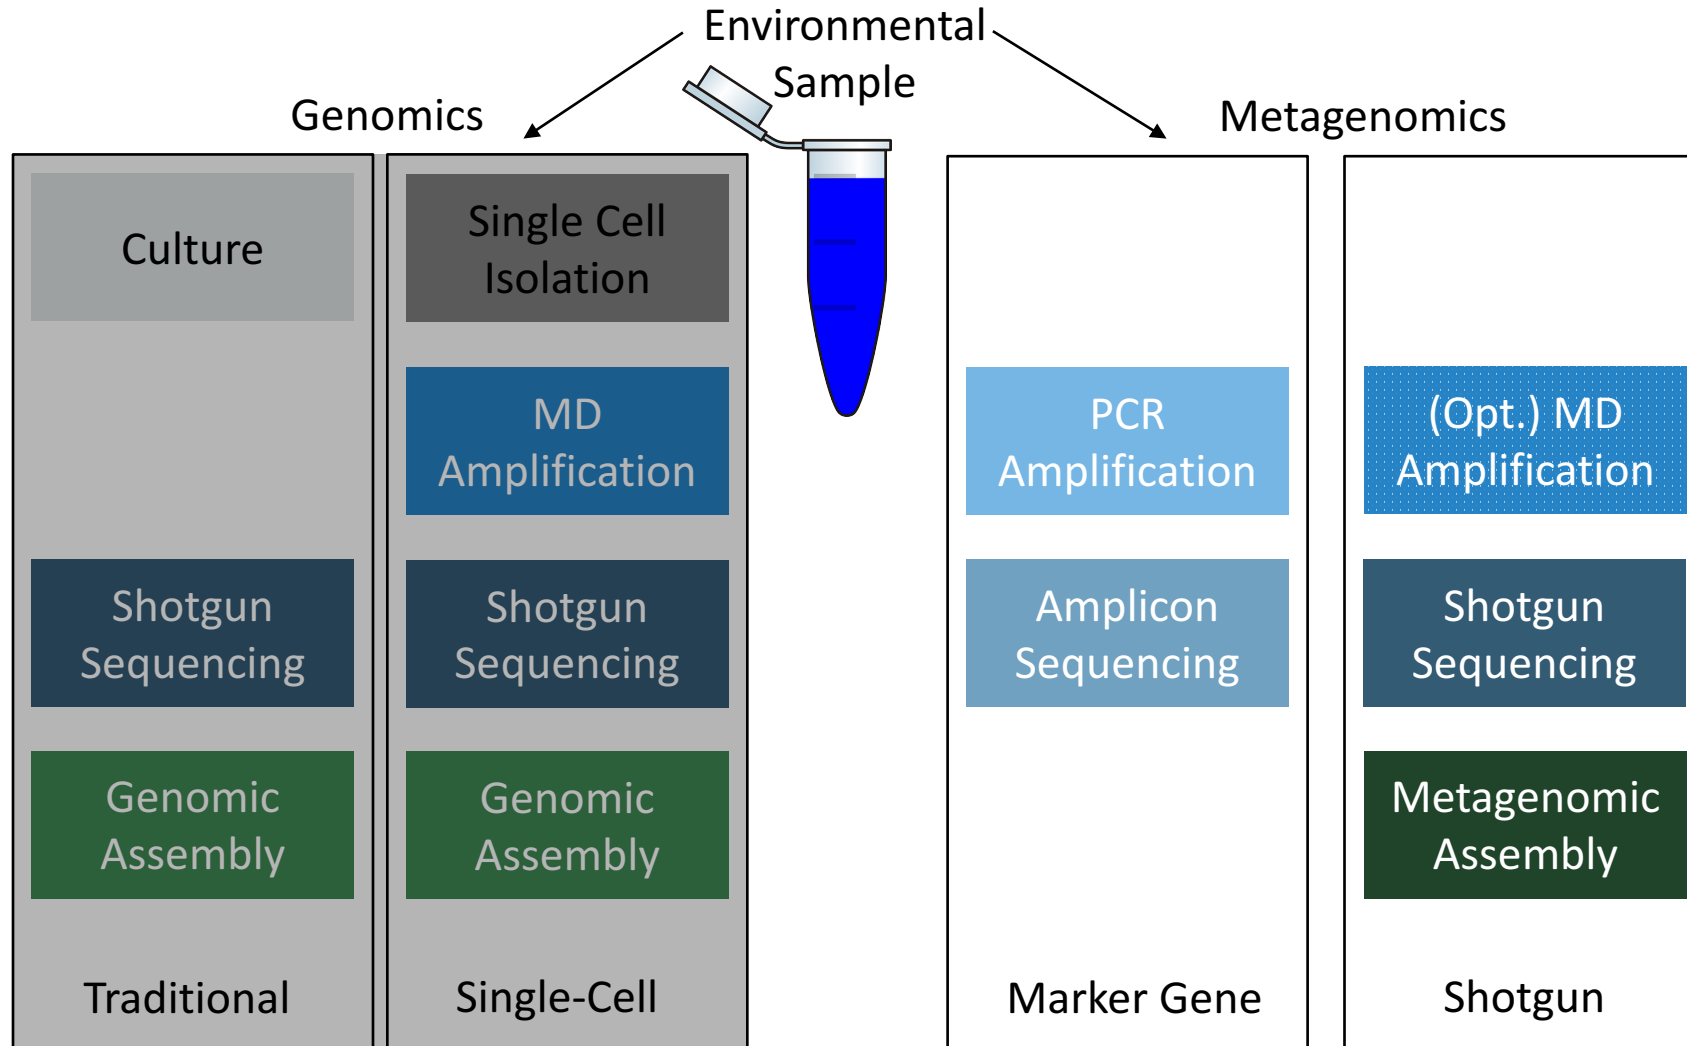 Environmental
Sample
Genomics
Metagenomics
Culture
Shotgun
Sequencing
Genomic
Assembly
Traditional
Single Cell
Isolation
MD
Amplification
Shotgun
Sequencing
Genomic
Assembly
Single-Cell
PCR
Amplification
Amplicon
Sequencing
Marker Gene
(Opt.) MD
Amplification
Shotgun
Sequencing
Metagenomic
Assembly
Shotgun